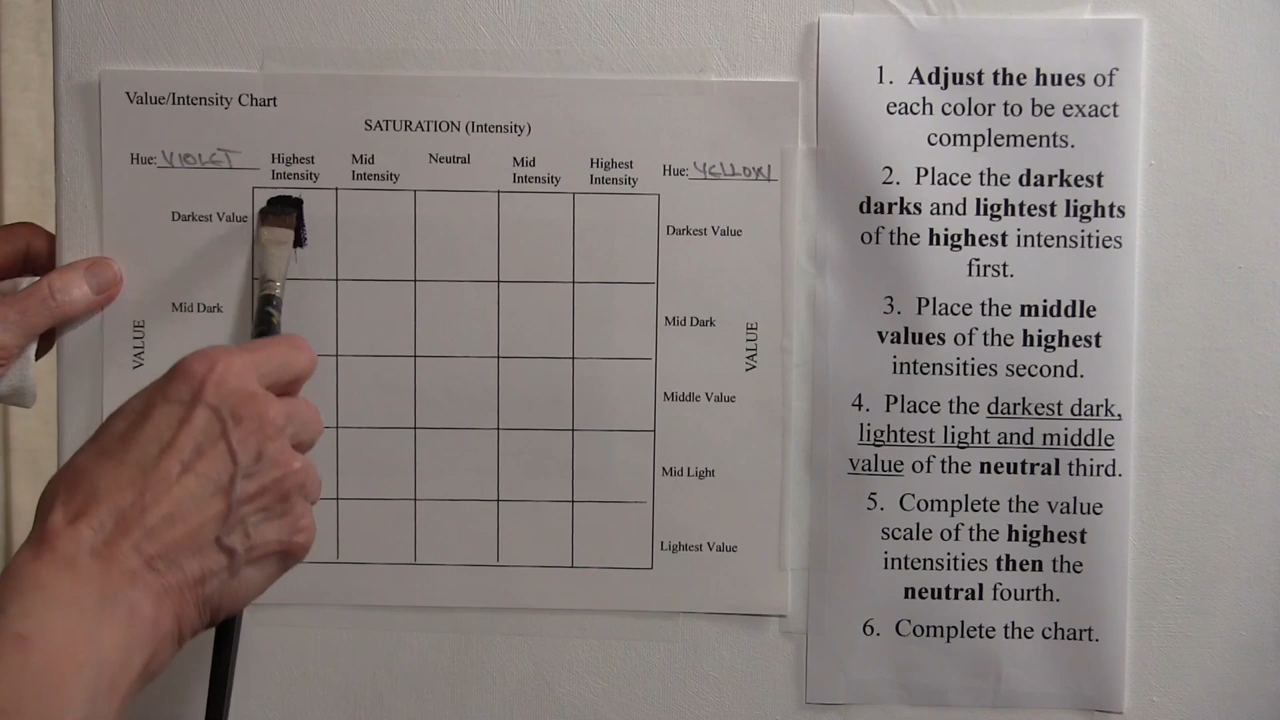 Value/Intensity Chart
SATURATION (Intensity)
Hue: VIOLET
Highest
Intensity
Mid
Intensity
Neutral
Mid
Intensity
Highest
Intensity
Hue: YELLOW
Darkest Value
Mid Dark
VALUE
Darkest Value
Mid Dark
Middle Value
Mid Light
Lightest Value
VALUE
1. Adjust the hues of
each color to be exact
complements.
2. Place the darkest
darks and lightest lights
of the highest intensities
first.
3. Place the middle
values of the highest
intensities second.
4. Place the darkest dark,
lightest light and middle
value of the neutral third.
5. Complete the value
scale of the highest
intensities then the
neutral fourth.
6. Complete the chart.